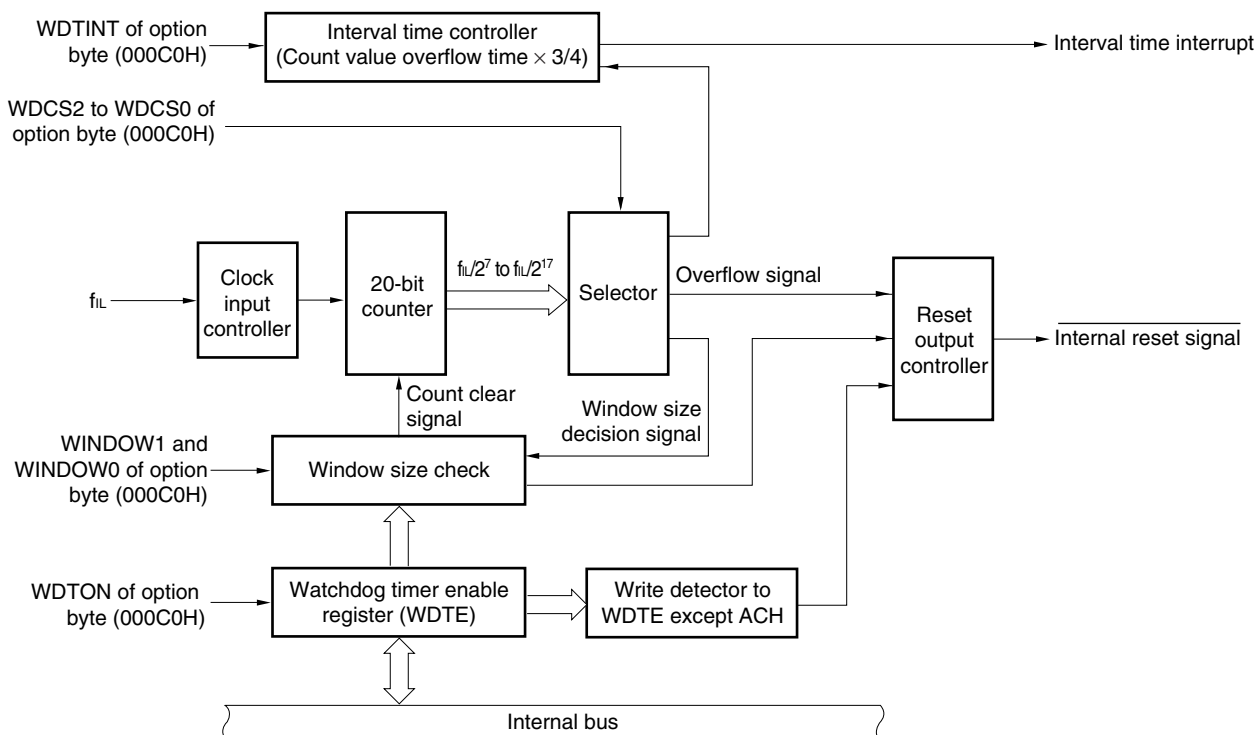 WDTINT of option
byte (000C0H)
Interval time controller
(Count value overflow time × 3/4)
Interval time interrupt
WDCS2 to WDCS0 of
option byte (000C0H)
fIL
Clock
input
controller
20-bit
counter
fIL/2⁷ to fIL/2¹⁷
Selector
Overflow signal
Reset
output
controller
Internal reset signal
Count clear
signal
Window size
decision signal
WINDOW1 and
WINDOW0 of option
byte (000C0H)
Window size check
WDTON of option
byte (000C0H)
Watchdog timer enable
register (WDTE)
Write detector to
WDTE except ACH
Internal bus